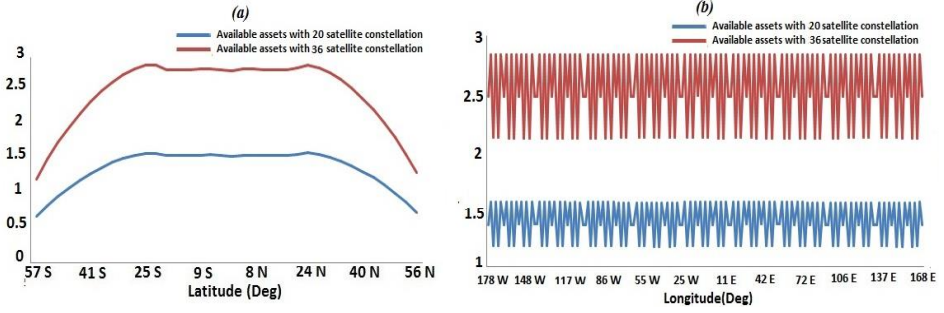 (a)
Available assets with 20 satellite constellation
Available assets with 36 satellite constellation
3
2.5
2
1.5
1
0.5
0
57 S 41 S 25 S 9 S 8 N 24 N 40 N 56 N
Latitude (Deg)
(b)
Available assets with 20 satellite constellation
Available assets with 36 satellite constellation
3
2.5
2
1.5
1
178 W 148 W 117 W 86 W 55 W 25 W 11 E 42 E 72 E 106 E 137 E 168 E
Longitude(Deg)